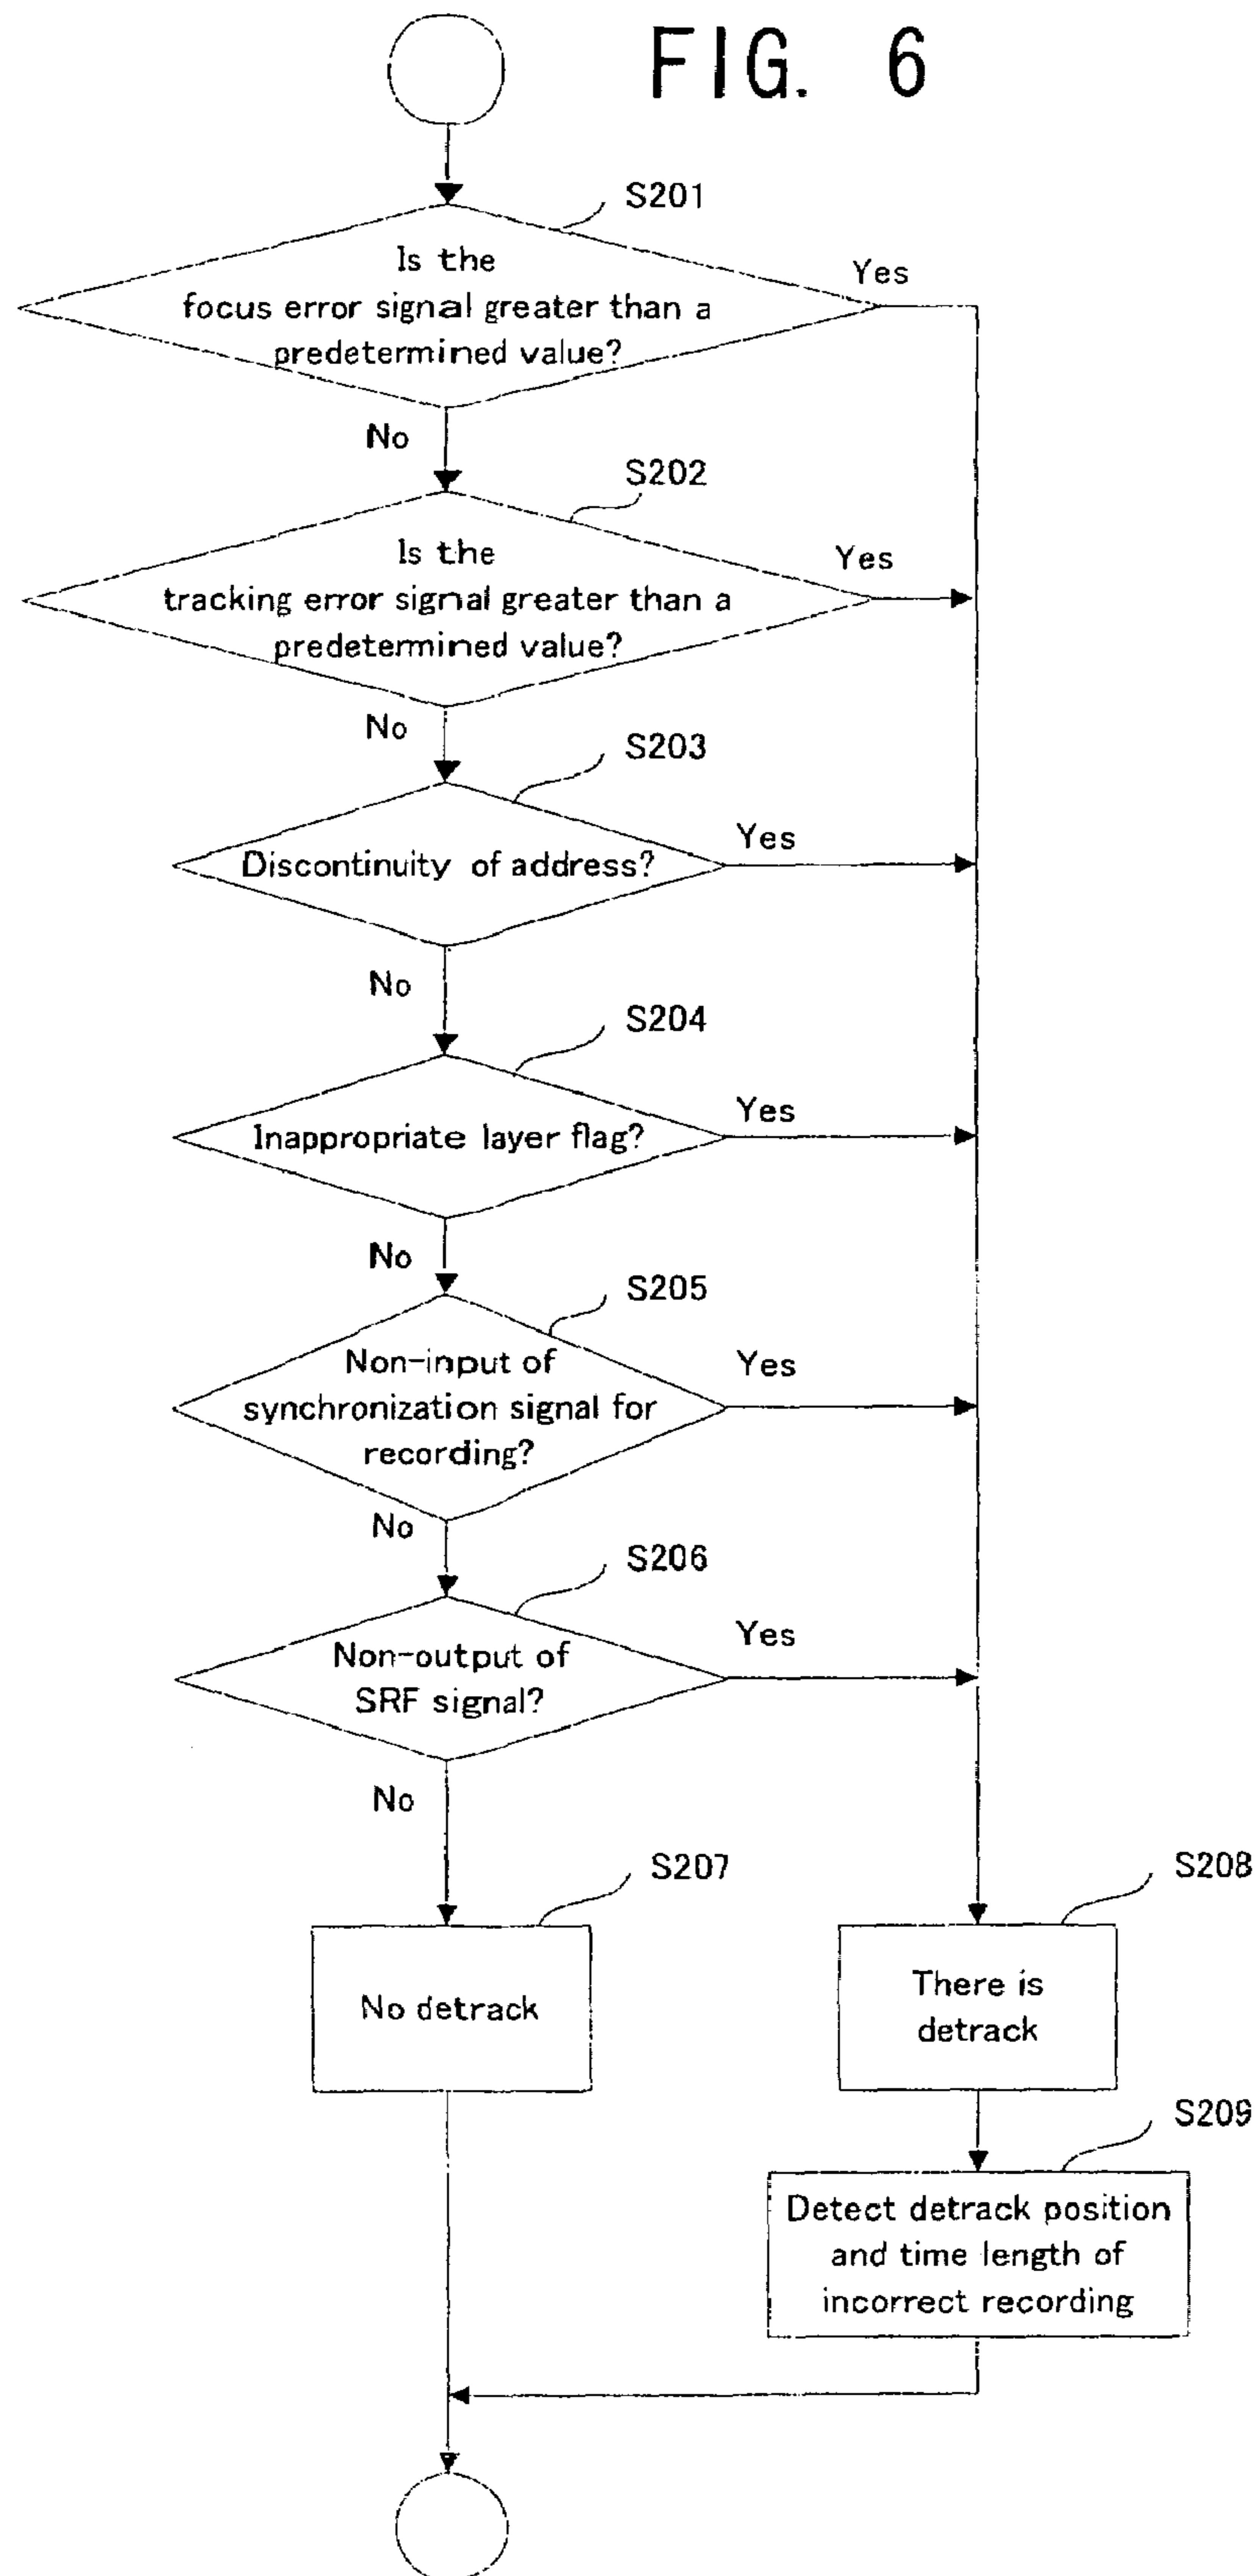 FIG. 6
S201
Is the
focus error signal greater than a
predetermined value?
Yes
No
S202
Is the
tracking error signal greater than a
predetermined value?
Yes
No
S203
Discontinuity of address?
Yes
No
S204
Inappropriate layer flag?
Yes
No
S205
Non-input of
synchronization signal for
recording?
Yes
No
S206
Non-output of
SRF signal?
Yes
No
S207
No detrack
S208
There is
detrack
S209
Detect detrack position
and time length of
incorrect recording